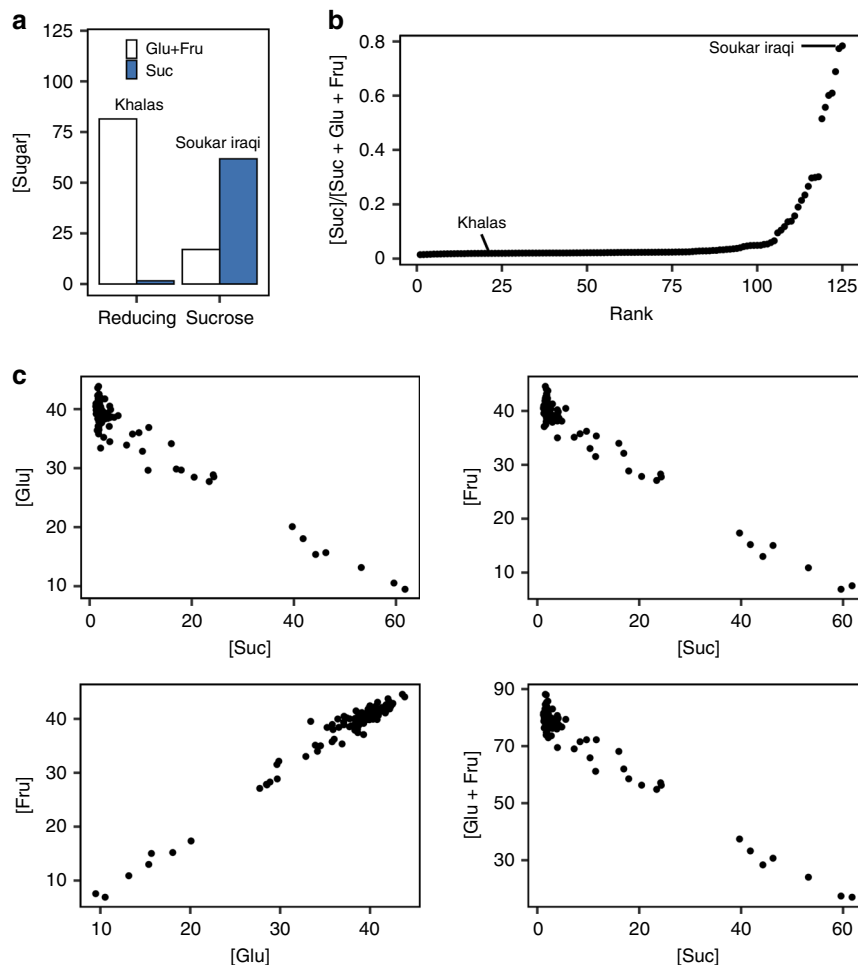 a
125
100
75
50
25
0
[Sugar]
Glu+Fru
Suc
Khalas
Soukar iraqi
Reducing
Sucrose
b
0.8
0.6
0.4
0.2
0
[Suc]/[Suc + Glu + Fru]
Soukar iraqi
Khalas
25
50
75
100
125
Rank
c
40
30
20
10
[Glu]
0
20
40
60
[Suc]
40
30
20
10
[Fru]
0
20
40
60
[Suc]
40
30
20
10
[Fru]
10
20
30
40
[Glu]
90
70
50
30
[Glu + Fru]
0
20
40
60
[Suc]